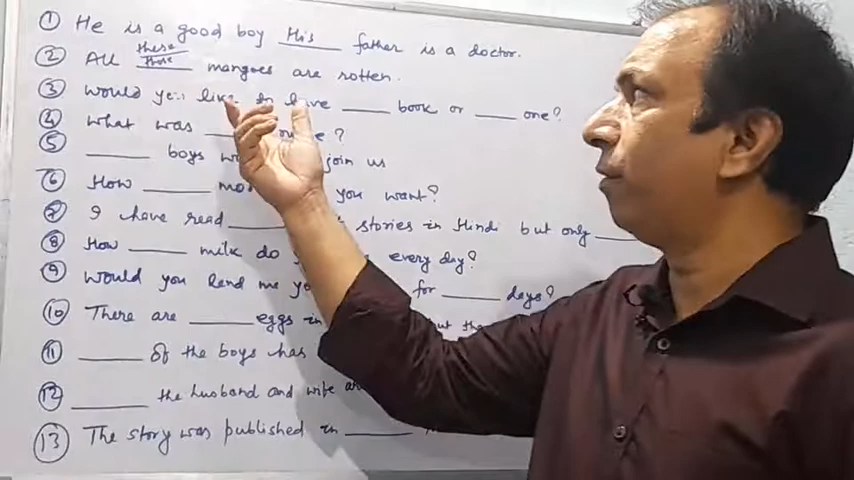 ① He is a good boy His father is a doctor.
these
② All those mangoes are rotten.
③ Would you like to have ____ book or ____ one?
④ What was ____ ?
⑤ ____ boys join us
⑥ How ____ you want?
⑦ I have read ____ stories in Hindi but only ____
⑧ How ____ milk do every day?
⑨ Would you lend me for ____ days?
⑩ There are ____ eggs in but the
⑪ ____ of the boys has
⑫ ____ the husband and wife
⑬ The story was published in ____